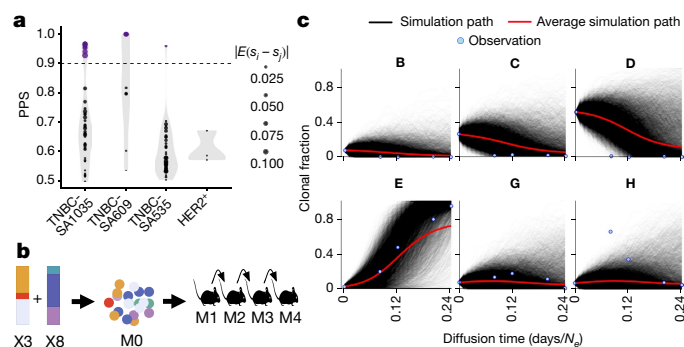 a
1.0
0.9
0.8
0.7
0.6
0.5
PPS
TNBC-SA1035
TNBC-SA609
TNBC-SA535
HER2⁺
|E(sᵢ – sⱼ)|
0.025
0.050
0.075
0.100
b
X3
+
X8
M0
M1 M2 M3 M4
c
Simulation path
Average simulation path
Observation
B
C
D
0.8
0.4
0
E
G
H
0.8
0.4
0
Clonal fraction
0
0.12
0.24
0
0.12
0.24
0
0.12
0.24
Diffusion time (days/Nₑ)